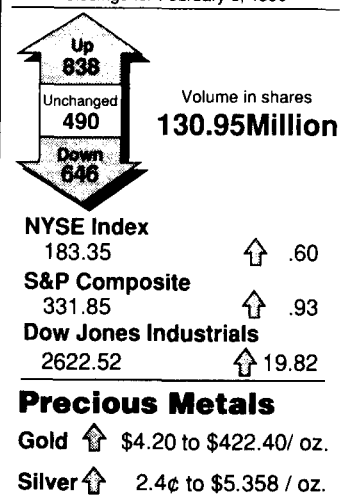 Up
838
Unchanged
490
Down
646
Volume in shares
130.95Million
NYSE Index
183.35 .60
S&P Composite
331.85 .93
Dow Jones Industrials
2622.52 19.82
Precious Metals
Gold $4.20 to $422.40/ oz.
Silver 2.4¢ to $5.358 / oz.